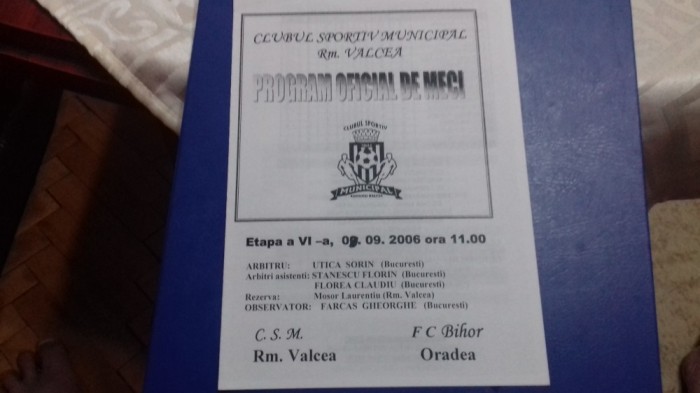 CLUBUL SPORTIV MUNICIPAL
Rm. VALCEA
PROGRAM OFICIAL DE MECI
CLUBUL SPORTIV
MUNICIPAL
Etapa a VI –a, 09. 09. 2006 ora 11.00
ARBITRU: UTICA SORIN (Bucuresti)
Arbitri asistenti: STANESCU FLORIN (Bucuresti)
FLOREA CLAUDIU (Bucuresti)
Rezerva: Mosor Laurentiu (Rm. Valcea)
OBSERVATOR: FARCAS GHEORGHE (Bucuresti)
C. S. M. F C Bihor
Rm. Valcea Oradea